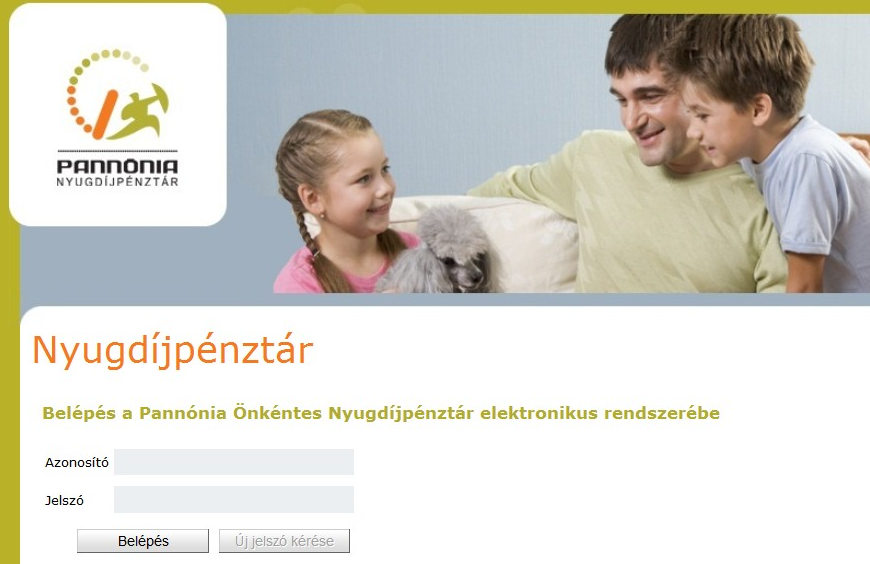 PANNÓNIA
NYUGDÍJPÉNZTÁR
Nyugdíjpénztár
Belépés a Pannónia Önkéntes Nyugdíjpénztár elektronikus rendszerébe
Azonosító
Jelszó
Belépés
Új jelszó kérése